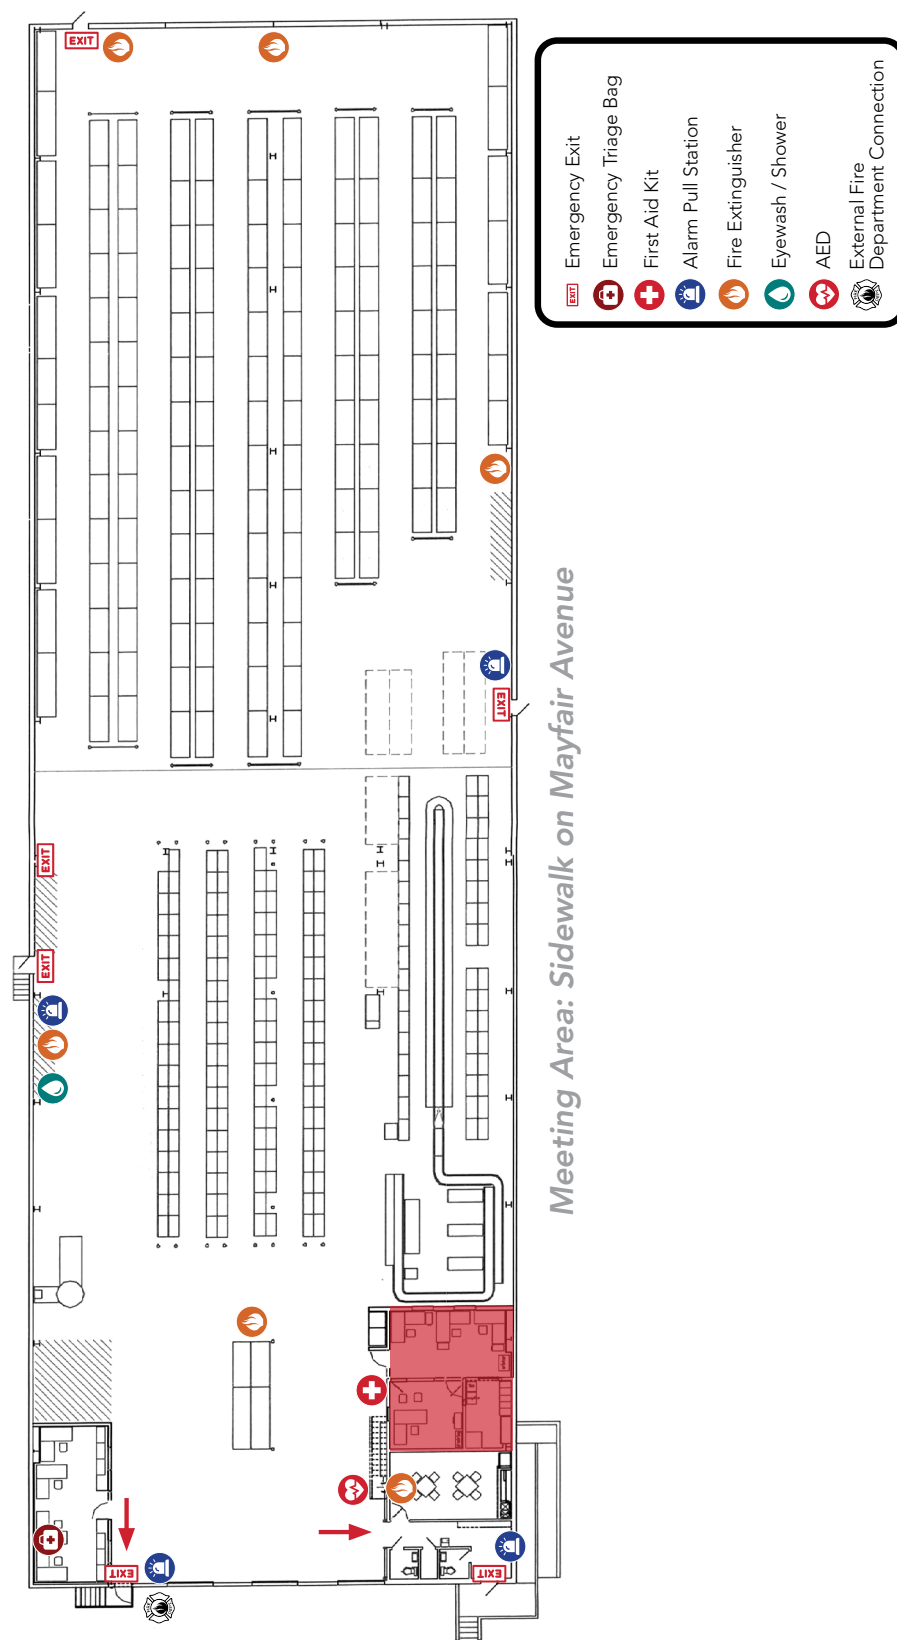 EXIT
EXIT
EXIT
EXIT
EXIT
EXIT
Meeting Area: Sidewalk on Mayfair Avenue
EXIT Emergency Exit
Emergency Triage Bag
First Aid Kit
Alarm Pull Station
Fire Extinguisher
Eyewash / Shower
AED
External Fire
Department Connection